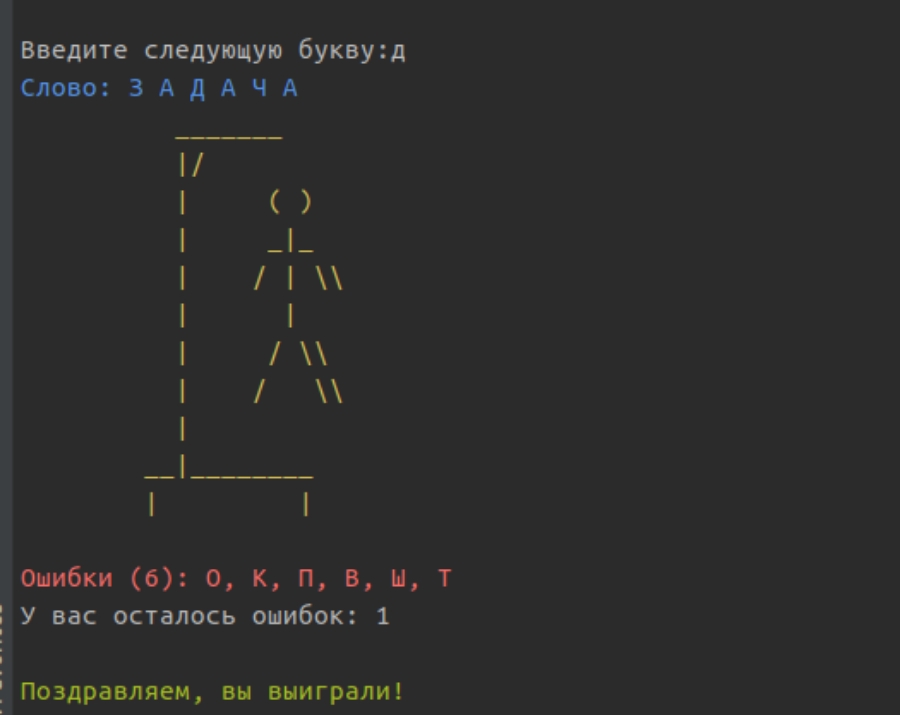 Введите следующую букву:д
Слово: З А Д А Ч А
          _______
          |/
          |     ( )
          |     _|_
          |    / | \\
          |      |
          |     / \\
          |    /   \\
          |
        __|________
        |         |
Ошибки (6): О, К, П, В, Ш, Т
У вас осталось ошибок: 1
Поздравляем, вы выиграли!